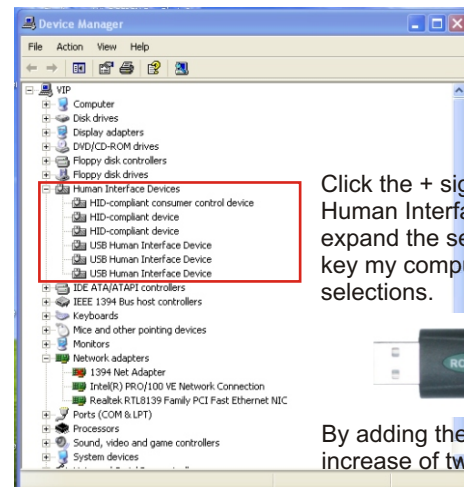 Device Manager
File Action View Help
VIP
Computer
Disk drives
Display adapters
DVD/CD-ROM drives
Floppy disk controllers
Floppy disk drives
Human Interface Devices
HID-compliant consumer control device
HID-compliant device
HID-compliant device
USB Human Interface Device
USB Human Interface Device
USB Human Interface Device
IDE ATA/ATAPI controllers
IEEE 1394 Bus host controllers
Keyboards
Mice and other pointing devices
Monitors
Network adapters
1394 Net Adapter
Intel(R) PRO/100 VE Network Connection
Realtek RTL8139 Family PCI Fast Ethernet NIC
Ports (COM & LPT)
Processors
Sound, video and game controllers
System devices
Click the + sig
Human Interfa
expand the se
key my compu
selections.
RC
By adding the
increase of tw